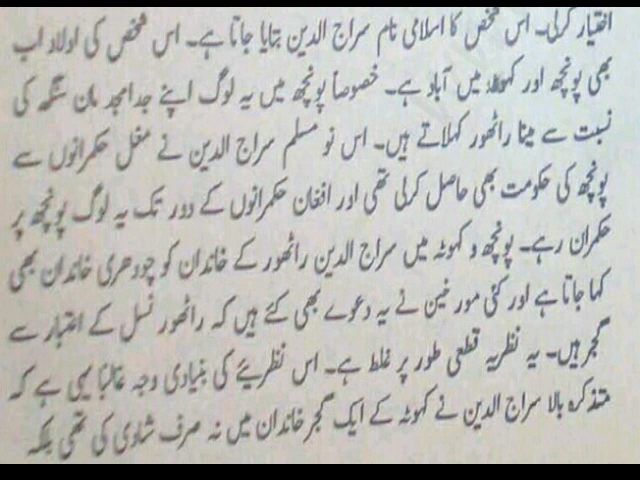 اختیار کرلی۔ اس شخص کا اسلامی نام سراج الدین بتایا جاتا ہے۔ اس شخص کی اولاد اب
بھی پونچھ اور کہوٹہ میں آباد ہے۔ خصوصاً پونچھ میں یہ لوگ اپنے جدامجد مان سنگھ کی
نسبت سے مینا راٹھور کہلاتے ہیں۔ اس نو مسلم سراج الدین نے مغل حکمرانوں سے
پونچھ کی حکومت بھی حاصل کرلی تھی اور افغان حکمرانوں کے دور تک یہ لوگ پونچھ پر
حکمران رہے۔ پونچھ و کہوٹہ میں سراج الدین راٹھور کے خاندان کو چودھری خاندان بھی
کہا جاتا ہے اور کئی مورخین نے یہ دعوے بھی کئے ہیں کہ راٹھور نسل کے اعتبار سے
گجر ہیں۔ یہ نظریہ قطعی طور پر غلط ہے۔ اس نظریئے کی بنیادی وجہ غالبا یہی ہے کہ
متذکرہ بالا سراج الدین نے کہوٹہ کے ایک گجر خاندان میں نہ صرف شادی کی تھی بلکہ